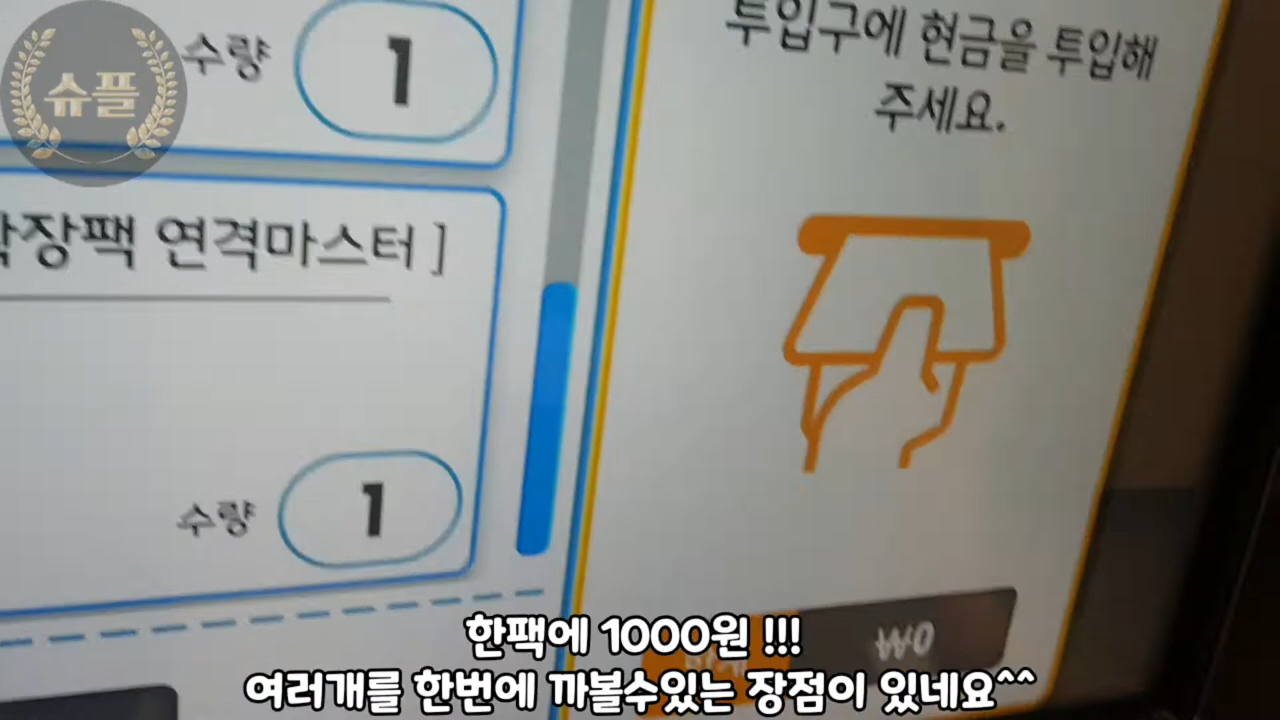 슈플
수량
1
투입구에 현금을 투입해
주세요.
확장팩 연격마스터 ]
수량
1
₩0
한팩에 1000원 !!!
여러개를 한번에 까볼수있는 장점이 있네요^^